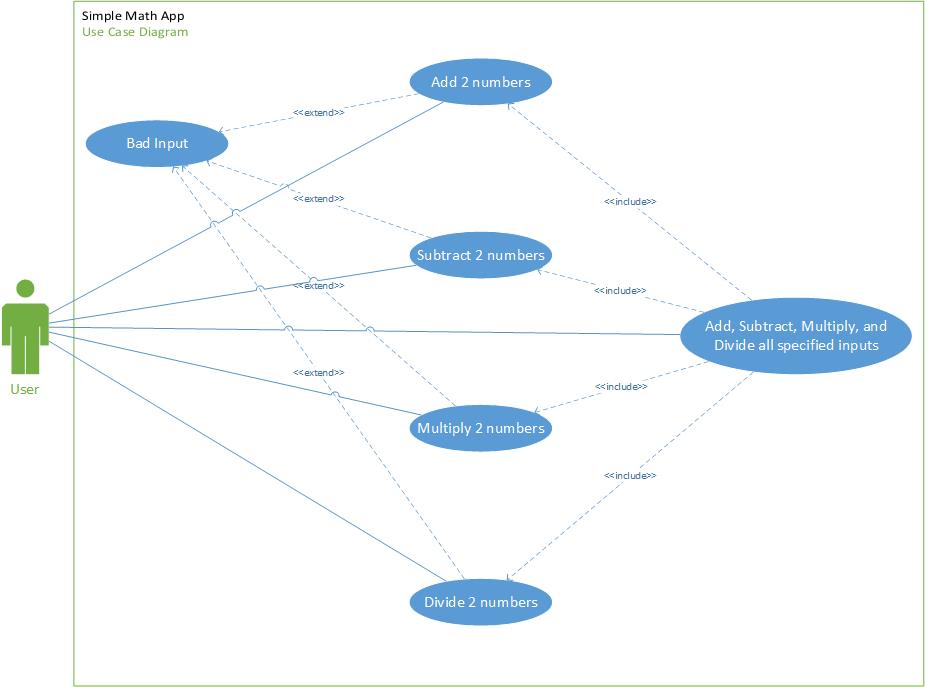 Simple Math App
Use Case Diagram
Add 2 numbers
<<extend>>
Bad Input
<<extend>>
<<include>>
Subtract 2 numbers
<<extend>>
<<include>>
Add, Subtract, Multiply, and
Divide all specified inputs
<<extend>>
User
<<include>>
Multiply 2 numbers
<<include>>
Divide 2 numbers